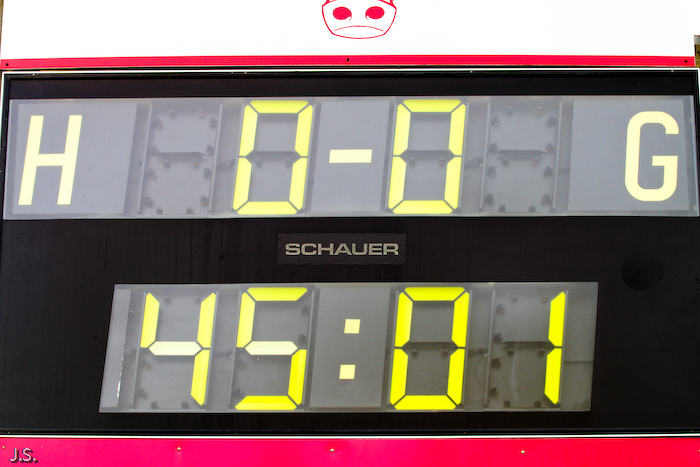 H 0-0 G
SCHAUER
45:01
J.S.